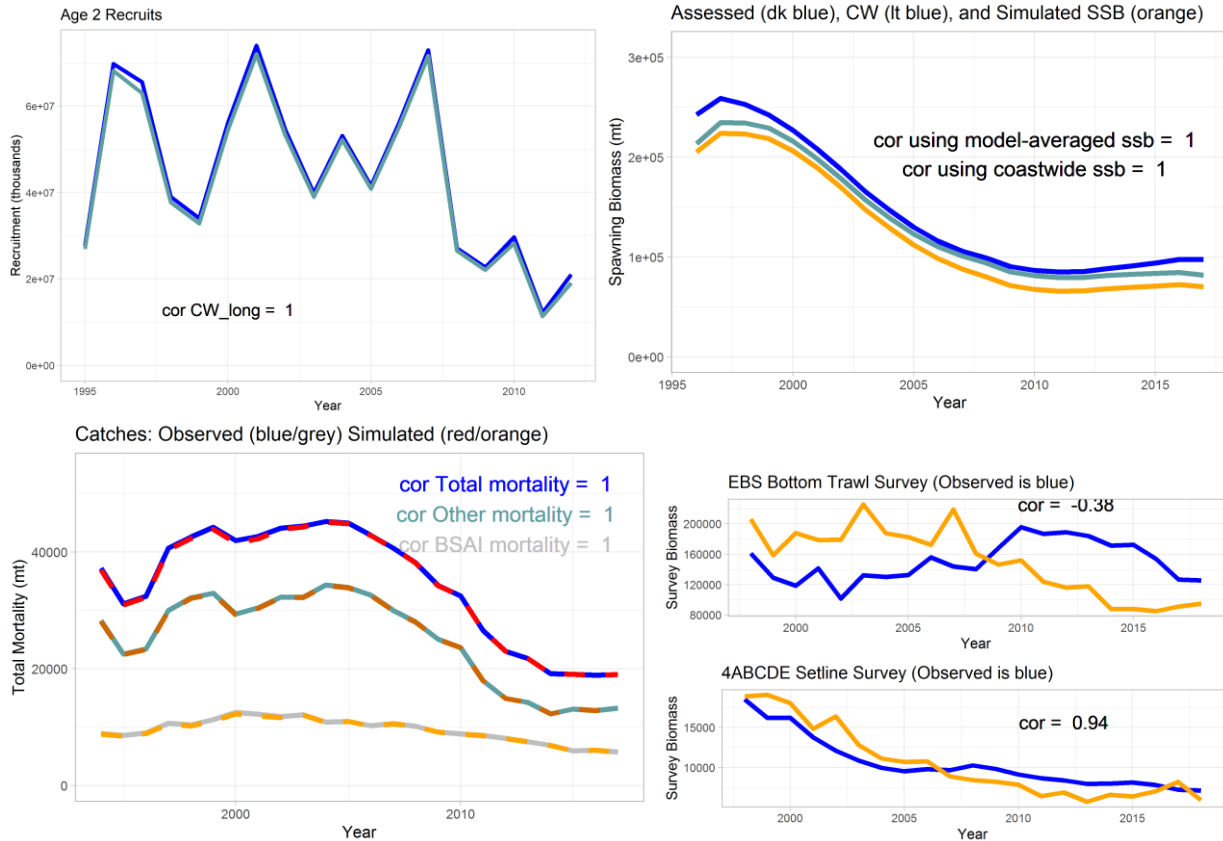 Age 2 Recruits
Recruitment (thousands)
6e+07
4e+07
2e+07
0e+00
cor CW_long = 1
1995
2000
2005
2010
Year
Assessed (dk blue), CW (lt blue), and Simulated SSB (orange)
Spawning Biomass (mt)
3e+05
2e+05
1e+05
0e+00
cor using model-averaged ssb = 1
cor using coastwide ssb = 1
1995
2000
2005
2010
2015
Year
Catches: Observed (blue/grey) Simulated (red/orange)
Total Mortality (mt)
40000
20000
0
cor Total mortality = 1
cor Other mortality = 1
cor BSAI mortality = 1
2000
2010
Year
EBS Bottom Trawl Survey (Observed is blue)
Survey Biomass
200000
160000
120000
80000
cor = -0.38
2000
2005
2010
2015
Year
4ABCDE Setline Survey (Observed is blue)
Survey Biomass
15000
10000
cor = 0.94
2000
2005
2010
2015
Year